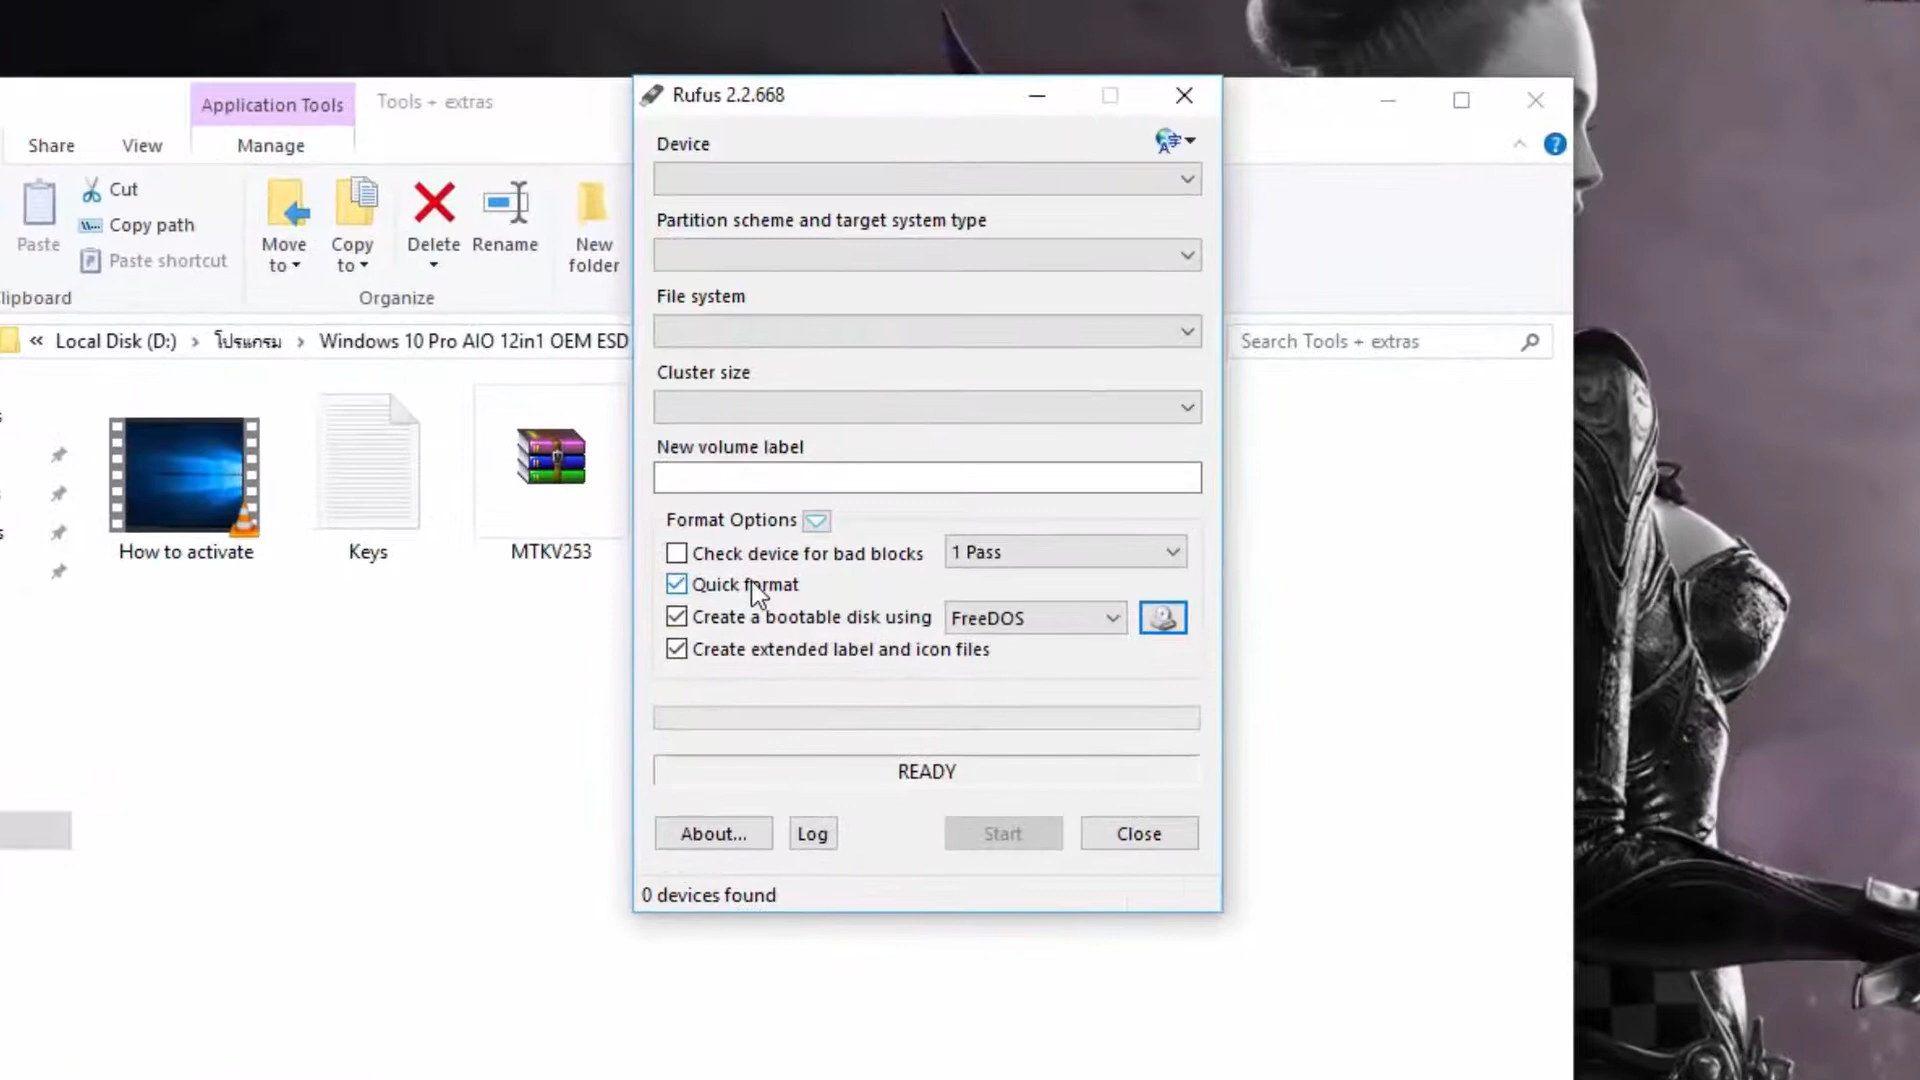 Rufus 2.2.668
Application Tools
Tools + extras
Share
View
Manage
Device
Paste
Cut
Copy path
Paste shortcut
Move to
Copy to
Delete
Rename
New folder
lipboard
Organize
Partition scheme and target system type
File system
« Local Disk (D:) › โปรแกรม › Windows 10 Pro AIO 12in1 OEM ESD
Search Tools + extras
Cluster size
New volume label
How to activate
Keys
MTKV253
Format Options
Check device for bad blocks
1 Pass
Quick format
Create a bootable disk using
FreeDOS
Create extended label and icon files
READY
About...
Log
Start
Close
0 devices found